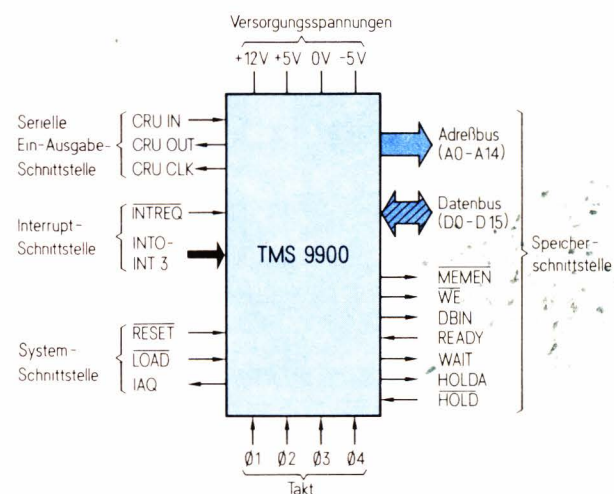 Versorgungsspannungen
+12V +5V 0V -5V
Serielle
Ein-Ausgabe-
Schnittstelle
CRU IN
CRU OUT
CRU CLK
Interrupt-
Schnittstelle
INTREQ
INT0-
INT 3
System-
Schnittstelle
RESET
LOAD
IAQ
TMS 9900
Adreßbus
(A0-A14)
Datenbus
(D0-D15)
MEMEN
WE
DBIN
READY
WAIT
HOLDA
HOLD
Speicher-
schnittstelle
Ø1 Ø2 Ø3 Ø4
Takt